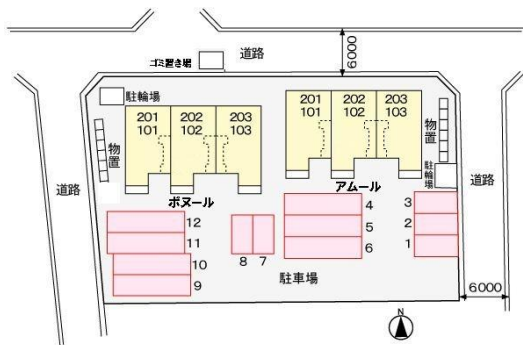 道路
6000
ゴミ置き場
駐輪場
201 202 203
101 102 103
201 202 203
101 102 103
物置
物置
駐輪場
道路
道路
ボヌール
アムール
12
11
10
9
8 7
4
5
6
3
2
1
駐車場
6000
N